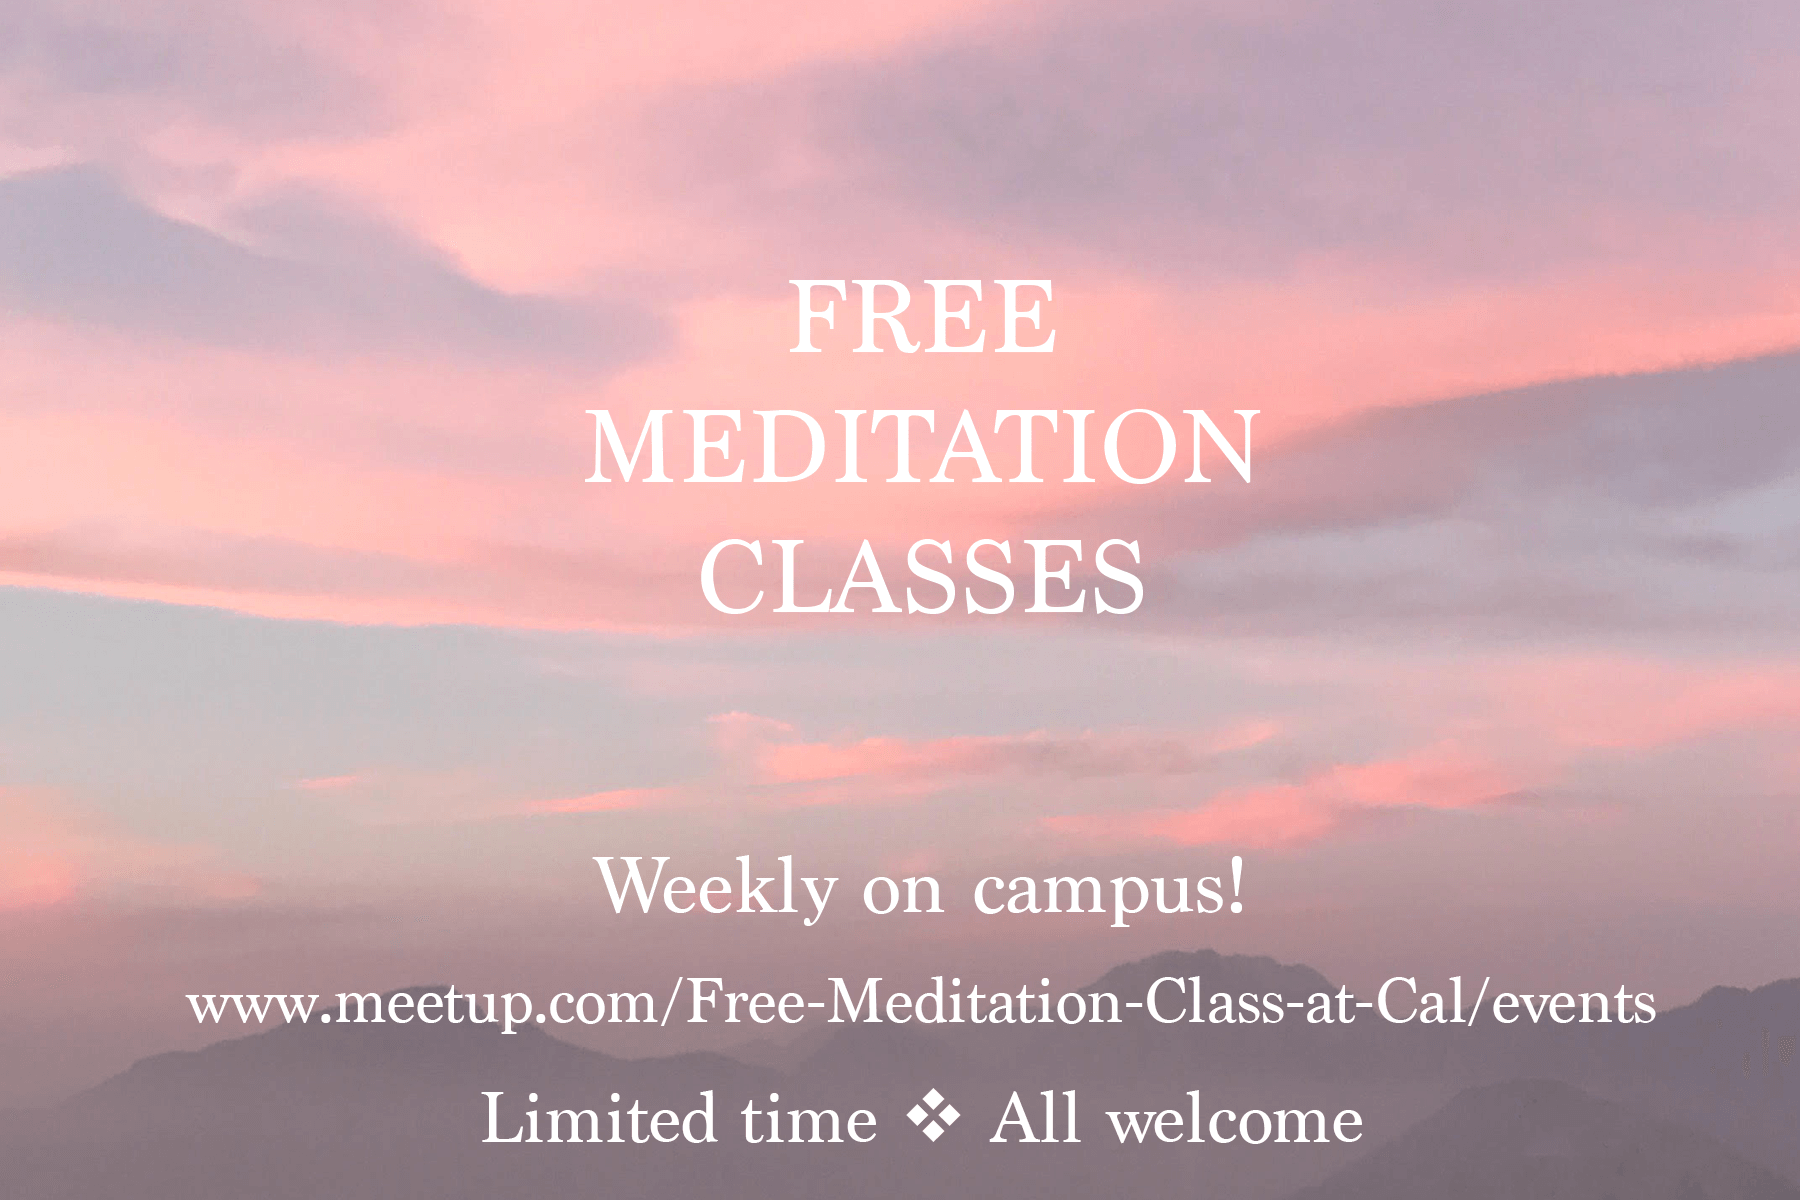 FREE
MEDITATION
CLASSES
Weekly on campus!
www.meetup.com/Free-Meditation-Class-at-Cal/events
Limited time ❖ All welcome